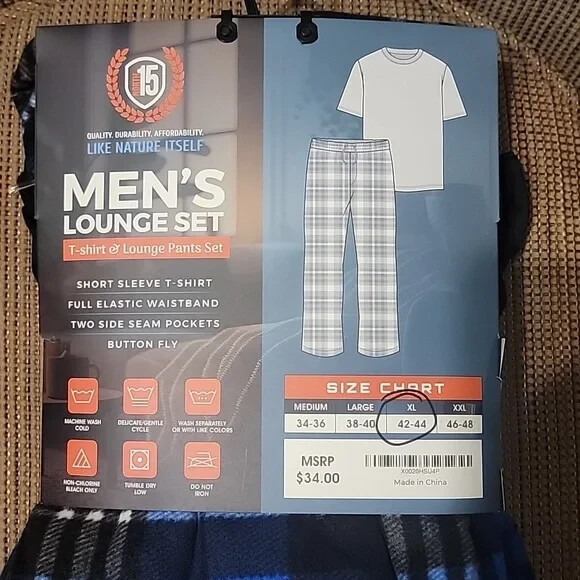 15
QUALITY. DURABILITY. AFFORDABILITY.
LIKE NATURE ITSELF
MEN'S
LOUNGE SET
T-shirt & Lounge Pants Set
SHORT SLEEVE T-SHIRT
FULL ELASTIC WAISTBAND
TWO SIDE SEAM POCKETS
BUTTON FLY
MACHINE WASH
COLD
DELICATE/GENTLE
CYCLE
WASH SEPARATELY
OR WITH LIKE COLORS
NON-CHLORINE
BLEACH ONLY
TUMBLE DRY
LOW
DO NOT
IRON
SIZE CHART
MEDIUM LARGE XL XXL
34-36 38-40 42-44 46-48
MSRP
$34.00
X0026HSU4P
Made in China